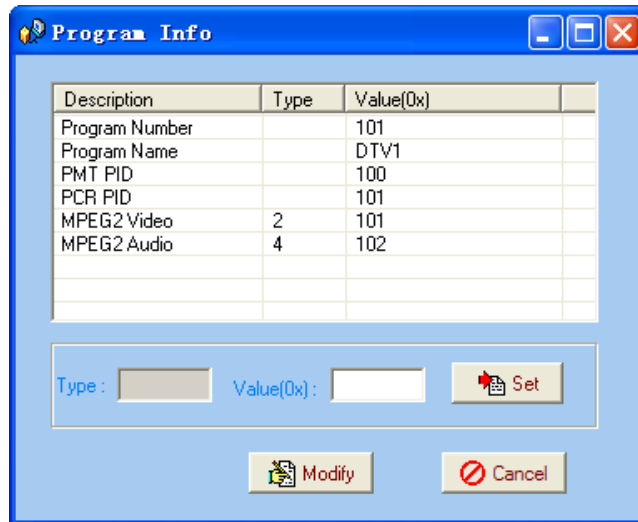 Program Info
Description Type Value(0x)
Program Number 101
Program Name DTV1
PMT PID 100
PCR PID 101
MPEG2 Video 2 101
MPEG2 Audio 4 102
Type : Value(0x) : Set
Modify Cancel